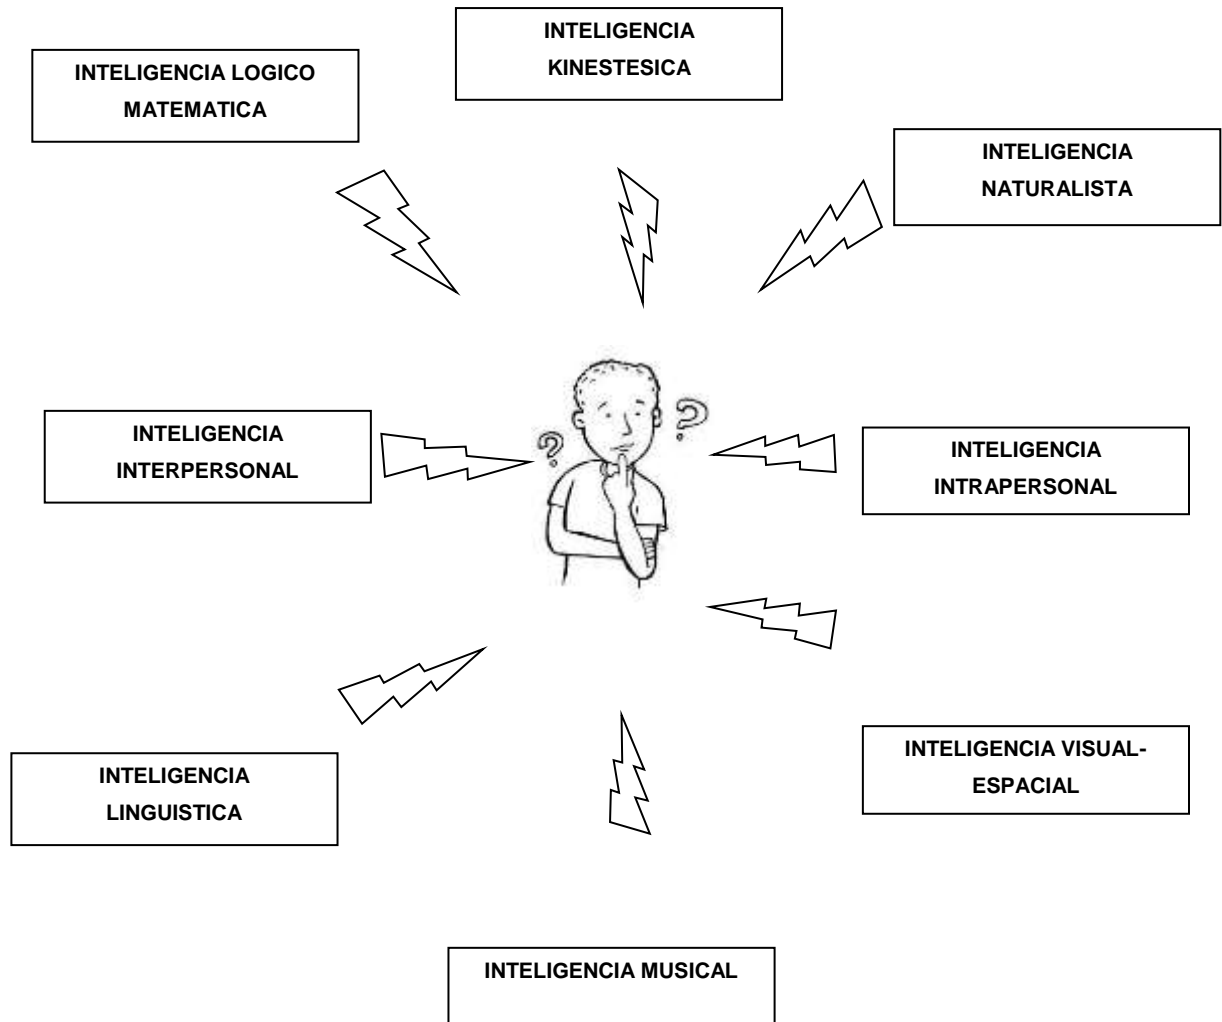 INTELIGENCIA
KINESTESICA
INTELIGENCIA LOGICO
MATEMATICA
INTELIGENCIA
NATURALISTA
INTELIGENCIA
INTERPERSONAL
?
?
INTELIGENCIA
INTRAPERSONAL
INTELIGENCIA VISUAL-
ESPACIAL
INTELIGENCIA
LINGUISTICA
INTELIGENCIA MUSICAL